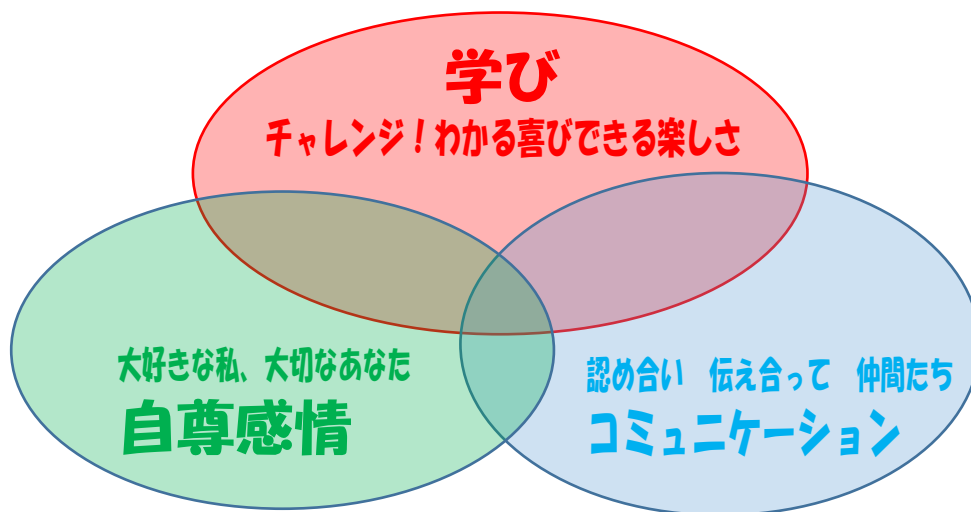 学び
チャレンジ！わかる喜びできる楽しさ
大好きな私、大切なあなた
自尊感情
認め合い　伝え合って　仲間たち
コミュニケーション